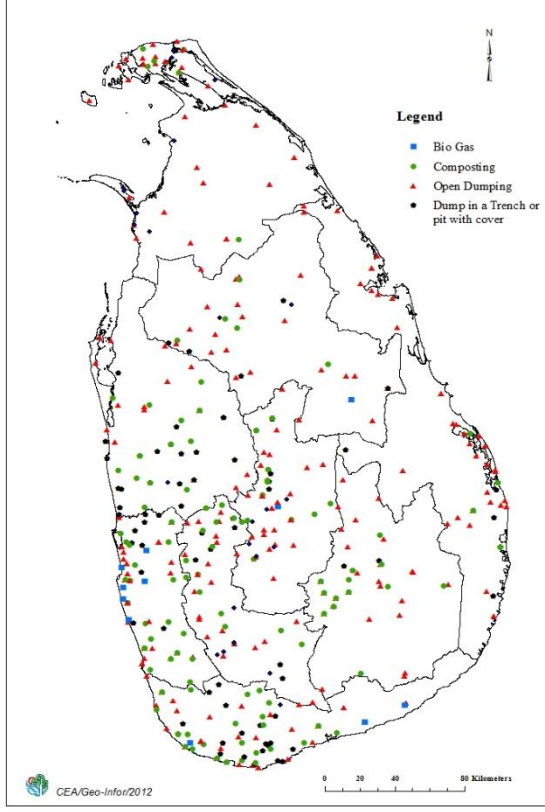 N
Legend
Bio Gas
Composting
Open Dumping
Dump in a Trench or
pit with cover
0 20 40 80 Kilometers
CEA/Geo-Infor/2012